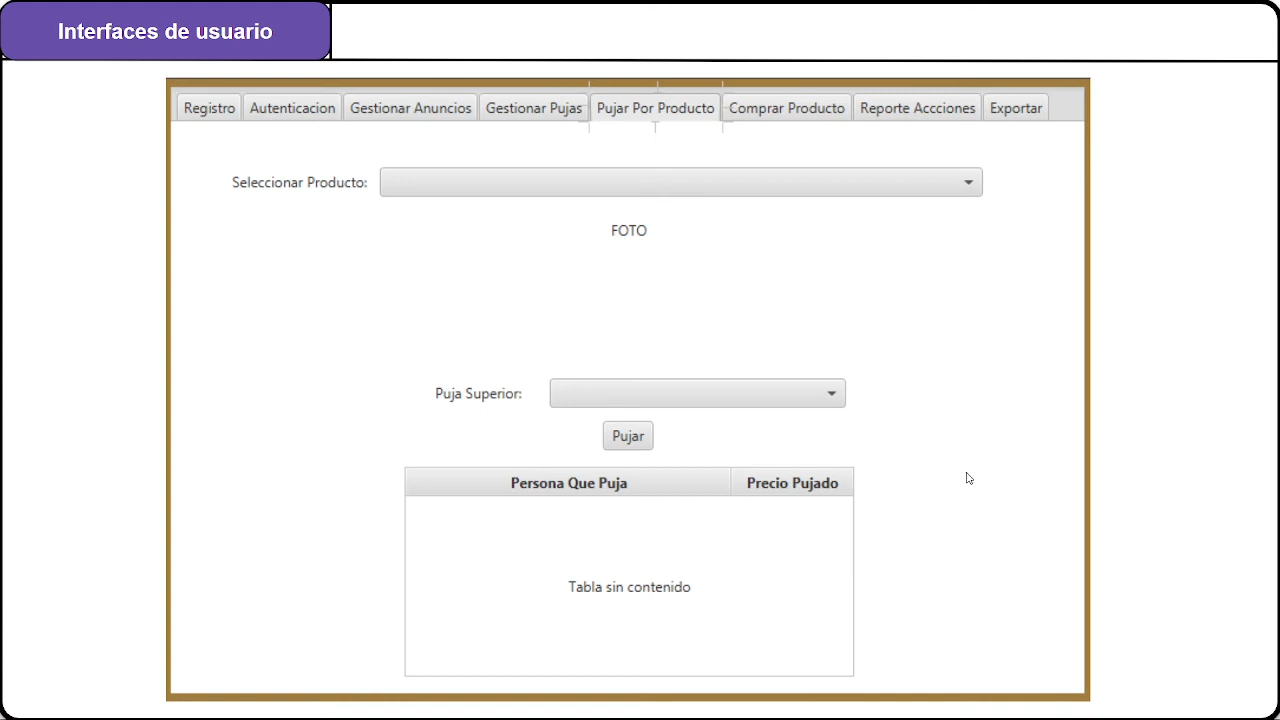 Interfaces de usuario
Registro Autenticacion Gestionar Anuncios Gestionar Pujas Pujar Por Producto Comprar Producto Reporte Accciones Exportar
Seleccionar Producto:
FOTO
Puja Superior:
Pujar
Persona Que Puja Precio Pujado
Tabla sin contenido